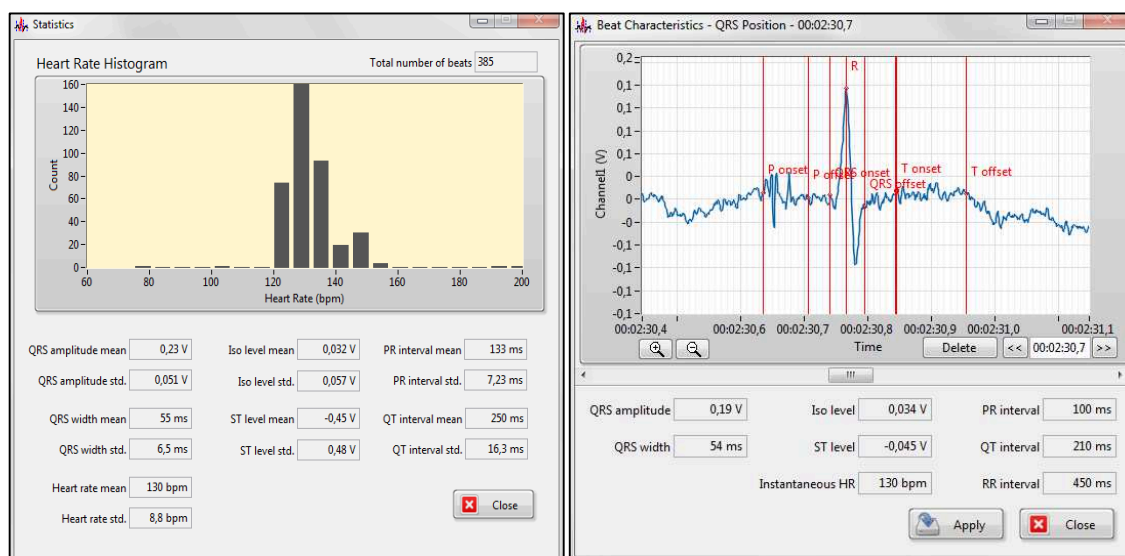 Statistics
Heart Rate Histogram
Total number of beats 385
160
140
120
100
80
60
40
20
0
Count
60 80 100 120 140 160 180 200
Heart Rate (bpm)
QRS amplitude mean 0,23 V Iso level mean 0,032 V PR interval mean 133 ms
QRS amplitude std. 0,051 V Iso level std. 0,057 V PR interval std. 7,23 ms
QRS width mean 55 ms ST level mean -0,45 V QT interval mean 250 ms
QRS width std. 6,5 ms ST level std. 0,48 V QT interval std. 16,3 ms
Heart rate mean 130 bpm
Heart rate std. 8,8 bpm
Close
Beat Characteristics - QRS Position - 00:02:30,7
0,2
0,1
0,1
0,1
0,1
0
-0
-0,1
-0,1
-0,1
-0,1
-0,1
Channel1 (V)
R
P onset
P offset
QRS onset
QRS offset
T onset
T offset
00:02:30,4 00:02:30,6 00:02:30,7 00:02:30,8 00:02:30,9 00:02:31,0 00:02:31,1
Time
Delete << 00:02:30,7 >>
QRS amplitude 0,19 V Iso level 0,034 V PR interval 100 ms
QRS width 54 ms ST level -0,045 V QT interval 210 ms
Instantaneous HR 130 bpm RR interval 450 ms
Apply Close